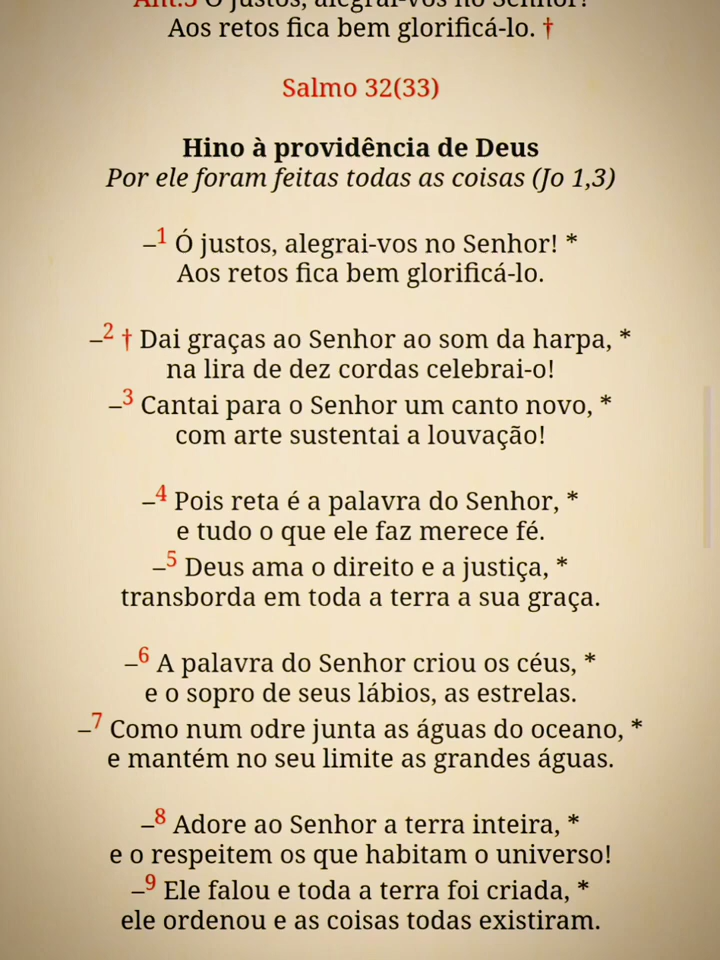 Ant.3 Ó justos, alegrai-vos no Senhor!
Aos retos fica bem glorificá-lo. †
Salmo 32(33)
Hino à providência de Deus
Por ele foram feitas todas as coisas (Jo 1,3)
–1 Ó justos, alegrai-vos no Senhor! *
Aos retos fica bem glorificá-lo.
–2 † Dai graças ao Senhor ao som da harpa, *
na lira de dez cordas celebrai-o!
–3 Cantai para o Senhor um canto novo, *
com arte sustentai a louvação!
–4 Pois reta é a palavra do Senhor, *
e tudo o que ele faz merece fé.
–5 Deus ama o direito e a justiça, *
transborda em toda a terra a sua graça.
–6 A palavra do Senhor criou os céus, *
e o sopro de seus lábios, as estrelas.
–7 Como num odre junta as águas do oceano, *
e mantém no seu limite as grandes águas.
–8 Adore ao Senhor a terra inteira, *
e o respeitem os que habitam o universo!
–9 Ele falou e toda a terra foi criada, *
ele ordenou e as coisas todas existiram.